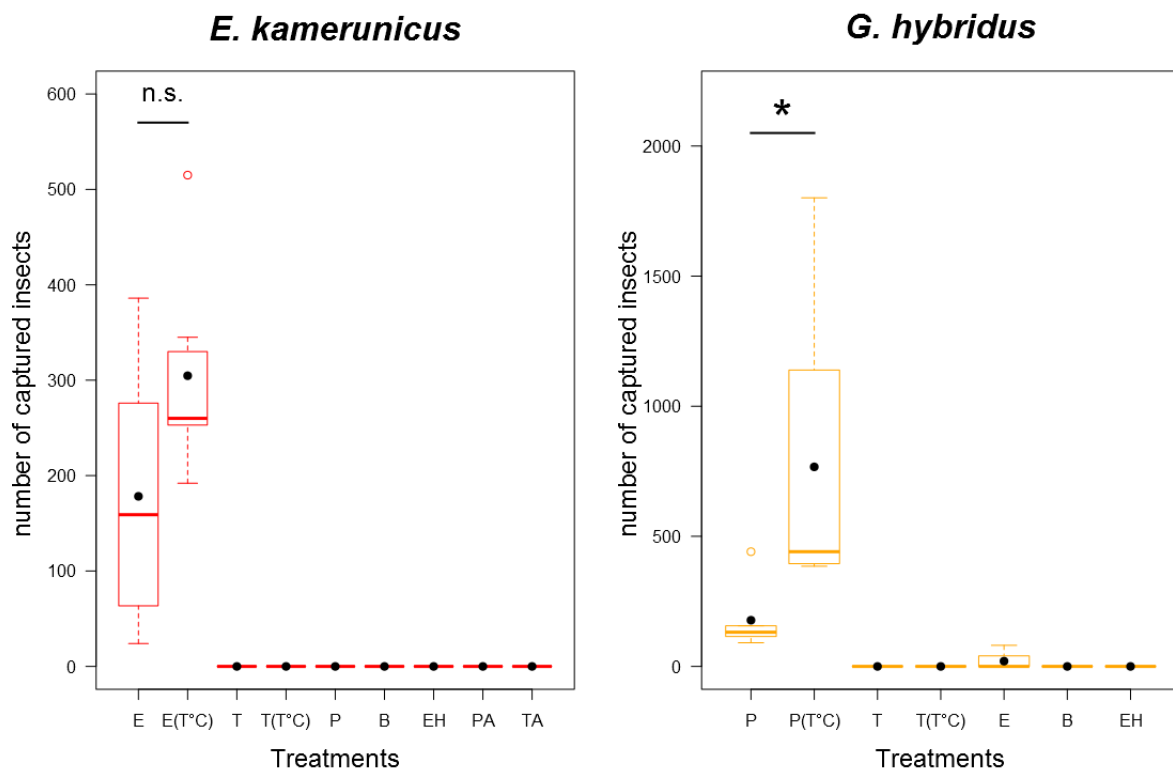 E. kamerunicus
number of captured insects
600
500
400
300
200
100
0
n.s.
E E(T°C) T T(T°C) P B EH PA TA
Treatments
G. hybridus
number of captured insects
2000
1500
1000
500
0
*
P P(T°C) T T(T°C) E B EH
Treatments